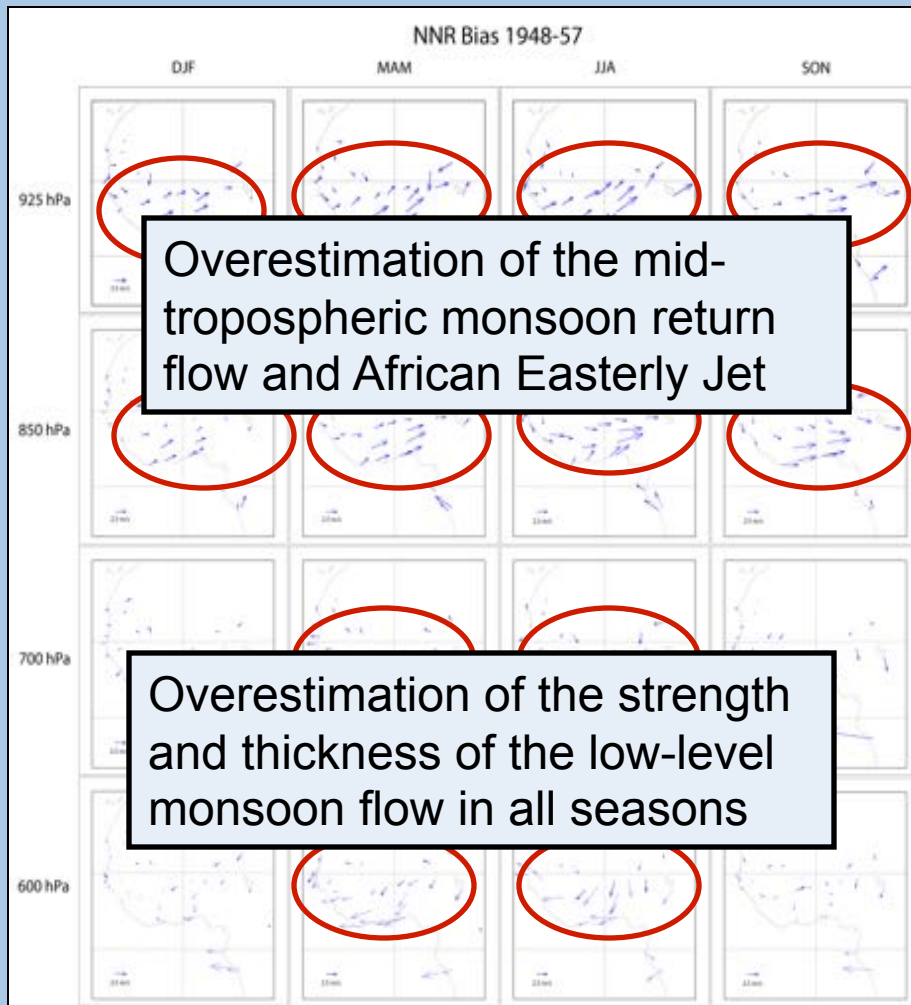 NNR Bias 1948-57
DJF MAM JJA SON
925 hPa
Overestimation of the mid-
tropospheric monsoon return
flow and African Easterly Jet
850 hPa
700 hPa
Overestimation of the strength
and thickness of the low-level
monsoon flow in all seasons
600 hPa